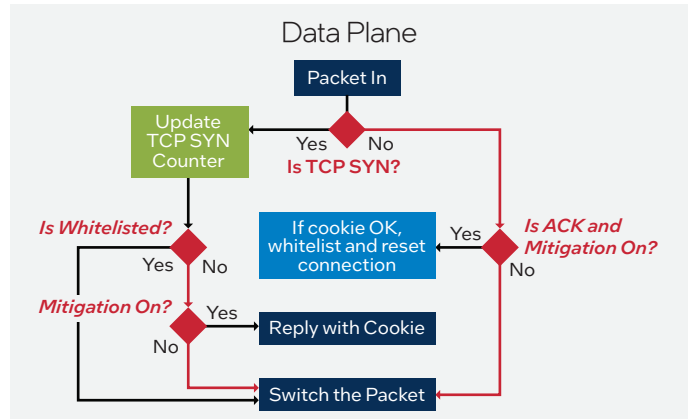 Data Plane
Packet In
Update
TCP SYN
Counter
Yes
No
Is TCP SYN?
Is Whitelisted?
If cookie OK,
whitelist and reset
connection
Yes
Is ACK and
Mitigation On?
Yes
No
No
Mitigation On?
Yes
Reply with Cookie
No
Switch the Packet